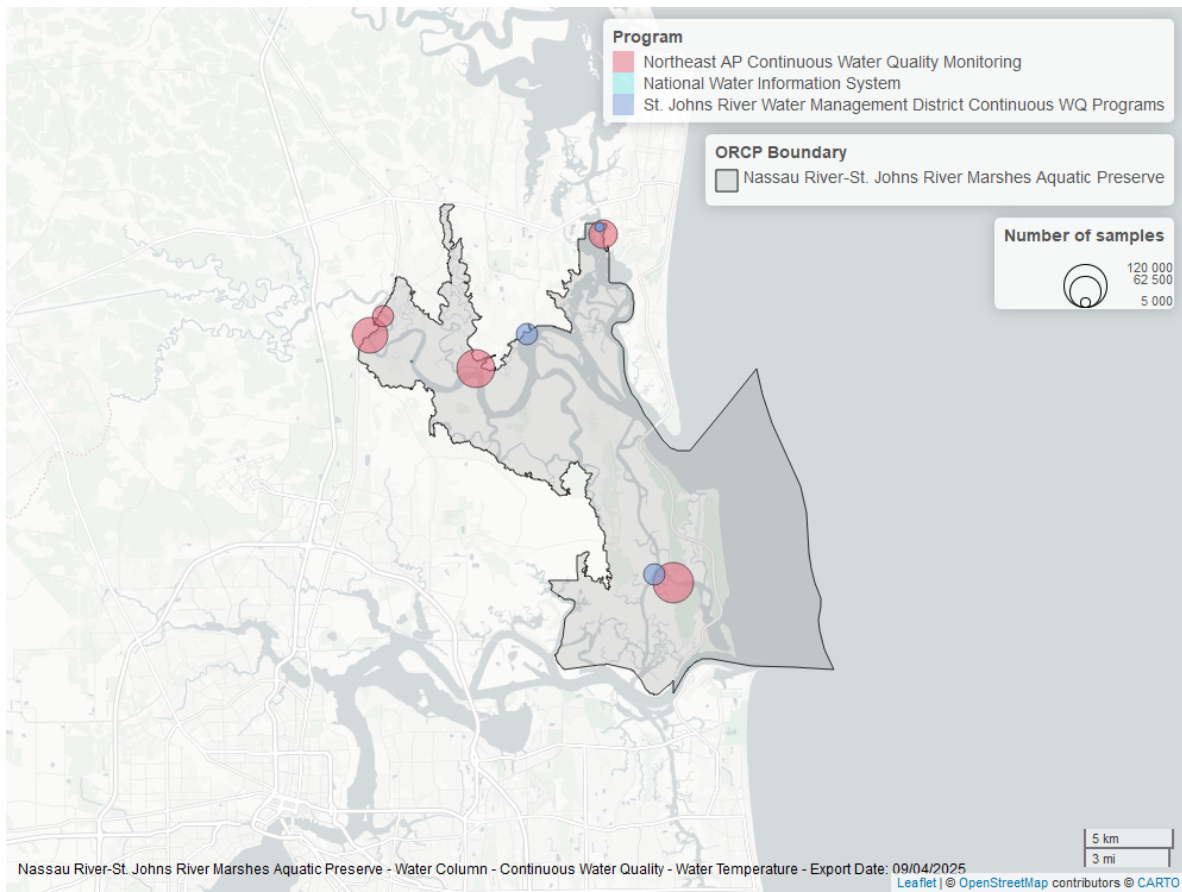 Program
Northeast AP Continuous Water Quality Monitoring
National Water Information System
St. Johns River Water Management District Continuous WQ Programs
ORCP Boundary
Nassau River-St. Johns River Marshes Aquatic Preserve
Number of samples
120 000
62 500
5 000
5 km
3 mi
Nassau River-St. Johns River Marshes Aquatic Preserve - Water Column - Continuous Water Quality - Water Temperature - Export Date: 09/04/2025
Leaflet | © OpenStreetMap contributors © CARTO